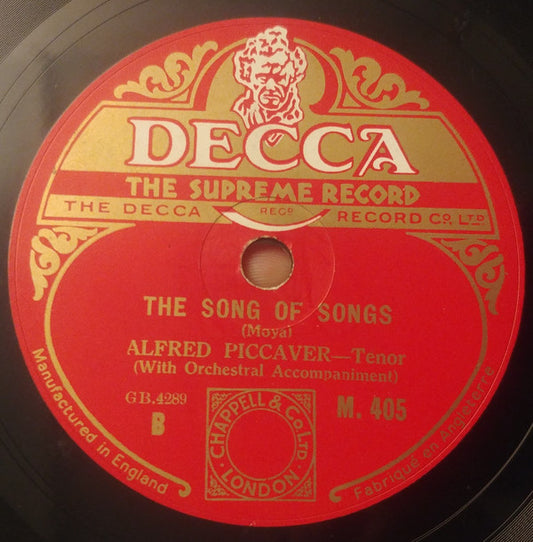 DECCA
THE SUPREME RECORD
THE DECCA REGD RECORD CO. LTD.
THE SONG OF SONGS
(Moya)
ALFRED PICCAVER—Tenor
(With Orchestral Accompaniment)
GB.4289
B
M. 405
CHAPPELL & CO LTD
LONDON
Manufactured in England
Fabriqué en Angleterre